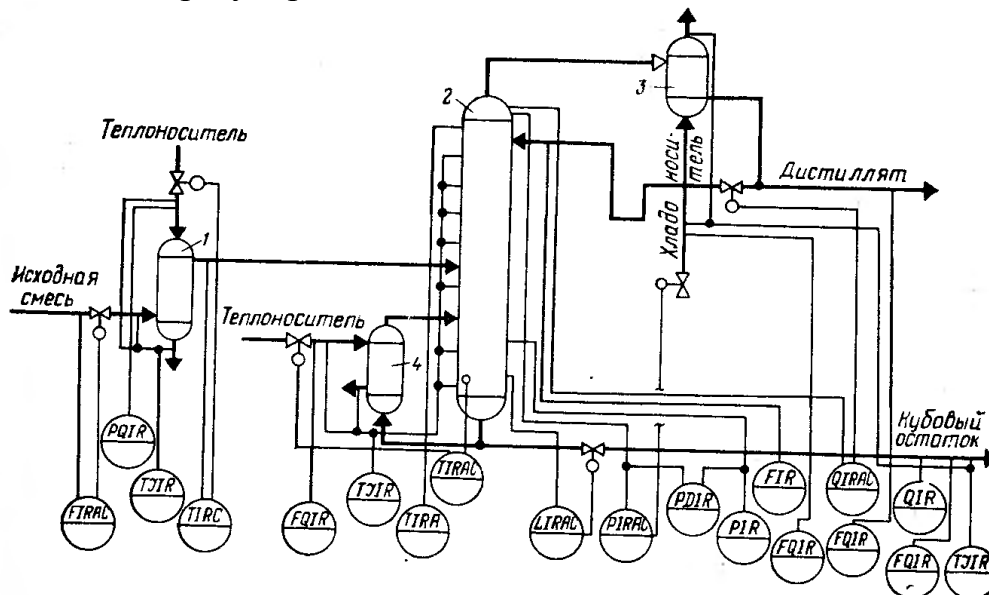 3
2
Теплоноситель
Хладо
носи-
тель
Дистиллят
1
Исходная
смесь
Теплоноситель
4
Кубовый
остаток
PQIR
TJIR
TIRC
FIRAC
FQIR
TJIR
TIRAC
TIRA
LIRAC
PIRAC
PDIR
PIR
FIR
FQIR
QIRAC
FQIR
QIR
FQIR
TJIR